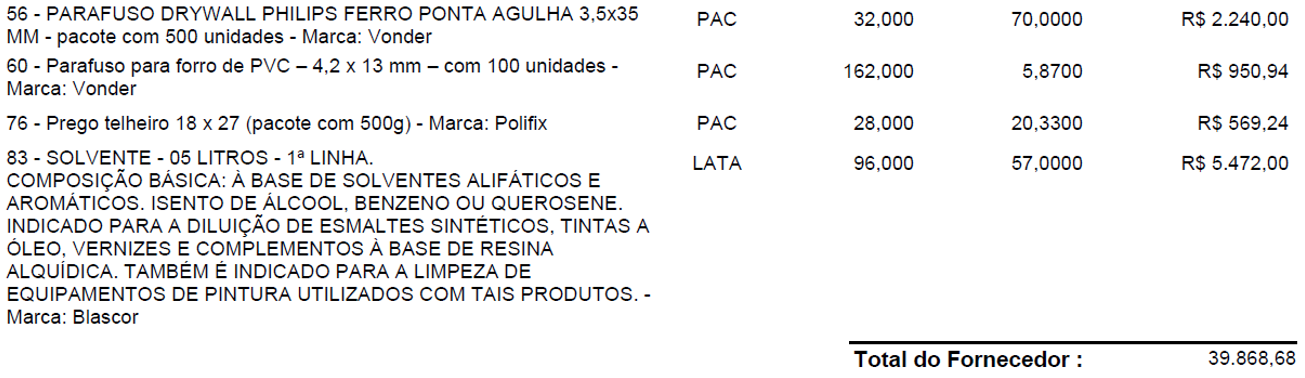 56 - PARAFUSO DRYWALL PHILIPS FERRO PONTA AGULHA 3,5x35 PAC 32,000 70,0000 R$ 2.240,00
MM - pacote com 500 unidades - Marca: Vonder
60 - Parafuso para forro de PVC – 4,2 x 13 mm – com 100 unidades - PAC 162,000 5,8700 R$ 950,94
Marca: Vonder
76 - Prego telheiro 18 x 27 (pacote com 500g) - Marca: Polifix PAC 28,000 20,3300 R$ 569,24
83 - SOLVENTE - 05 LITROS - 1ª LINHA. LATA 96,000 57,0000 R$ 5.472,00
COMPOSIÇÃO BÁSICA: À BASE DE SOLVENTES ALIFÁTICOS E
AROMÁTICOS. ISENTO DE ÁLCOOL, BENZENO OU QUEROSENE.
INDICADO PARA A DILUIÇÃO DE ESMALTES SINTÉTICOS, TINTAS A
ÓLEO, VERNIZES E COMPLEMENTOS À BASE DE RESINA
ALQUÍDICA. TAMBÉM É INDICADO PARA A LIMPEZA DE
EQUIPAMENTOS DE PINTURA UTILIZADOS COM TAIS PRODUTOS. -
Marca: Blascor
Total do Fornecedor : 39.868,68